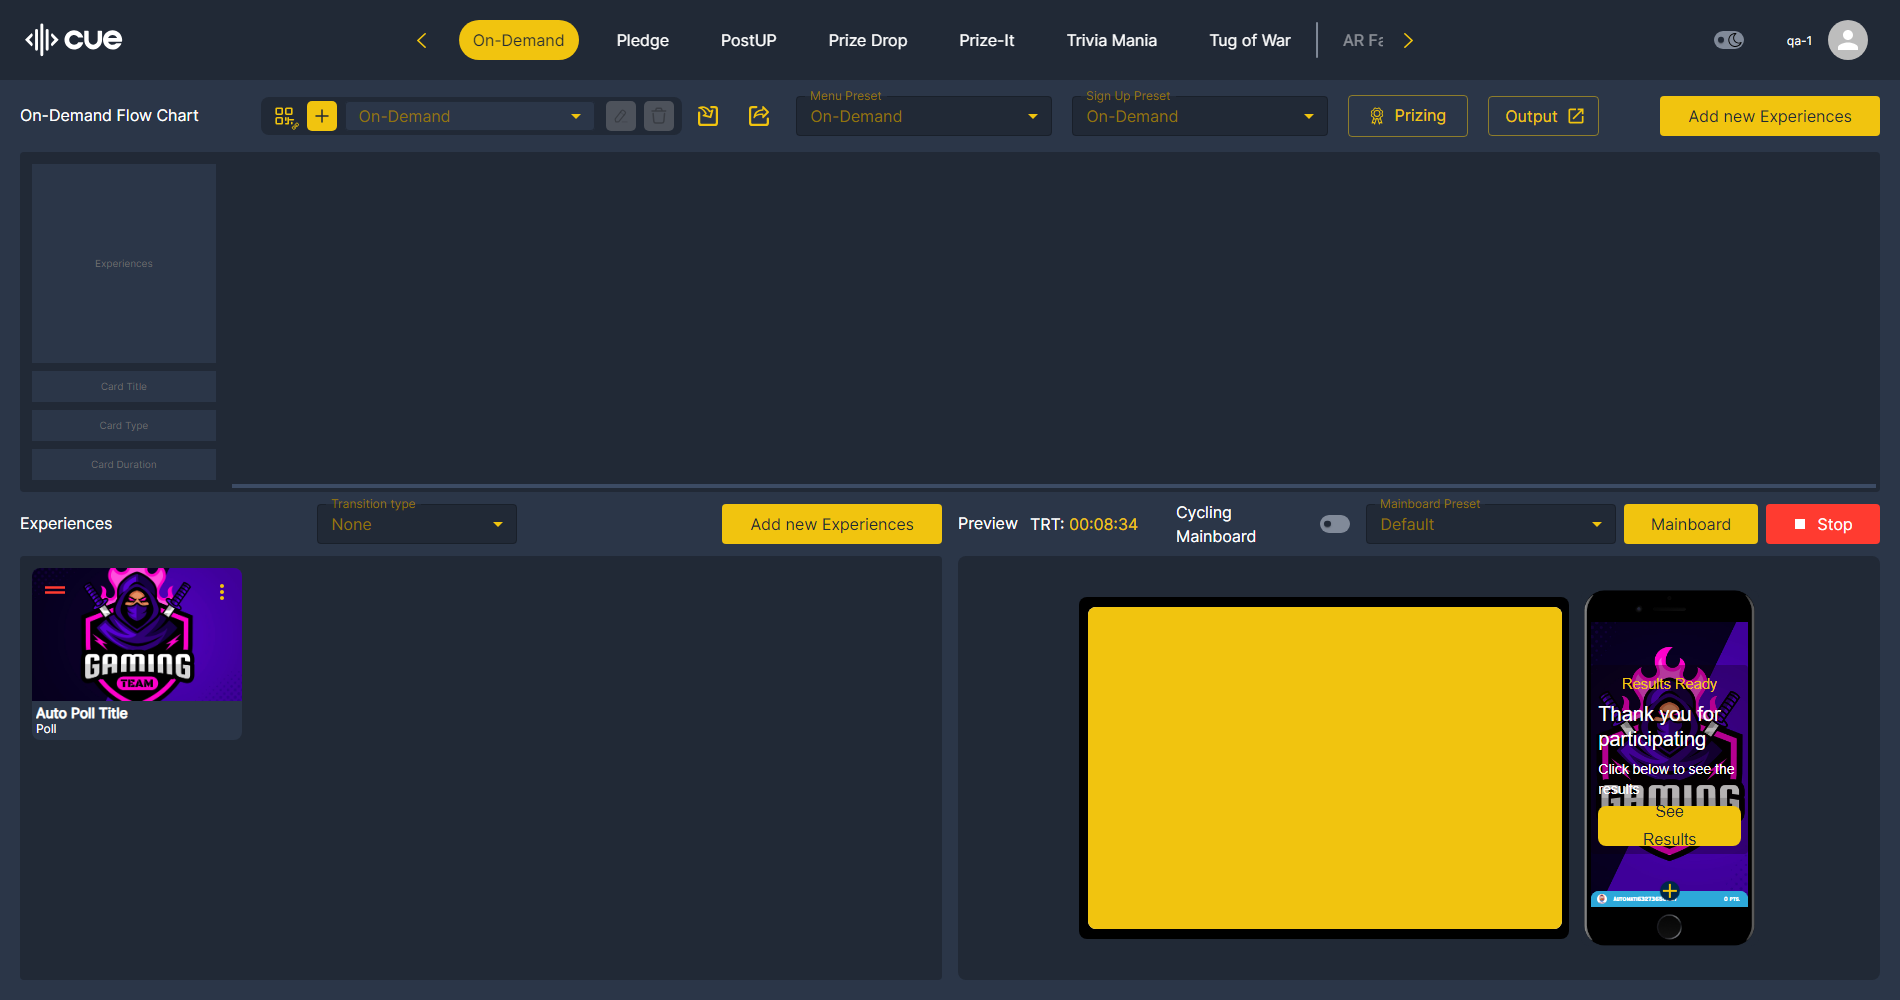 cue
On-Demand
Pledge
PostUP
Prize Drop
Prize-It
Trivia Mania
Tug of War
AR Fa
qa-1
On-Demand Flow Chart
On-Demand
Menu Preset
On-Demand
Sign Up Preset
On-Demand
Prizing
Output
Add new Experiences
Experiences
Card Title
Card Type
Card Duration
Experiences
Transition type
None
Add new Experiences
Preview
TRT: 00:08:34
Cycling
Mainboard
Mainboard Preset
Default
Mainboard
Stop
GAMING
TEAM
Auto Poll Title
Poll
Results Ready
Thank you for
participating
Click below to see the
results
GAMING
See
Results
0 PTS.